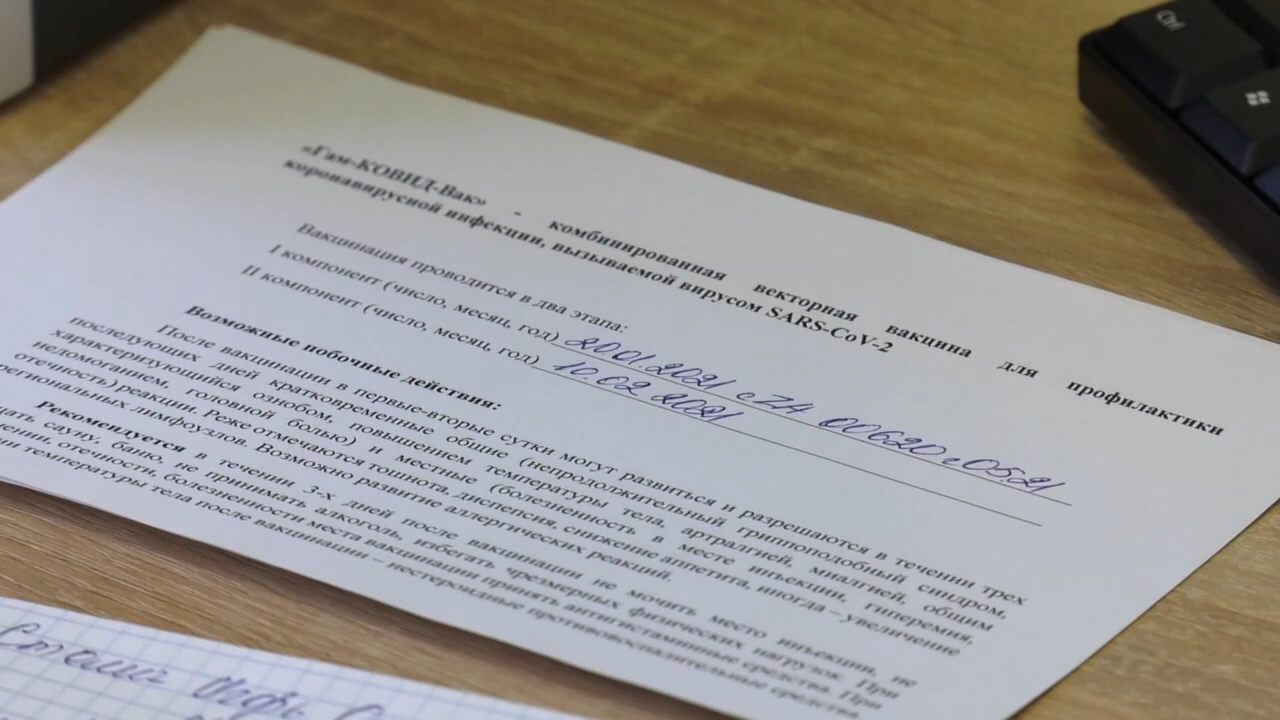 Ctrl
«Гам-КОВИД-Вак» - комбинированная векторная вакцина для профилактики
коронавирусной инфекции, вызываемой вирусом SARS-CoV-2
Вакцинация проводится в два этапа:
I компонент (число, месяц, год) 20.01.2021 с.ZA 00620 г.05.21
II компонент (число, месяц, год) 10.02.2021
Возможные побочные действия:
После вакцинации в первые-вторые сутки могут развиться и разрешаются в течении трех
последующих дней кратковременные общие (непродолжительный гриппоподобный синдром,
характеризующийся ознобом, повышением температуры тела, артралгией, миалгией, общим
недомоганием, головной болью) и местные (болезненность в месте инъекции, гиперемия,
отечность) реакции. Реже отмечаются тошнота, диспепсия, снижение аппетита, иногда – увеличение
регинальных лимфоузлов. Возможно развитие аллергических реакций.
Рекомендуется в течении 3-х дней после вакцинации не мочить место инъекции, не
сауну, баню, не принимать алкоголь, избегать чрезмерных физических нагрузок. При
отечности, болезненности места вакцинации принять антигистаминные средства. При
температуры тела после вакцинации – нестероидные противовоспалительные средства